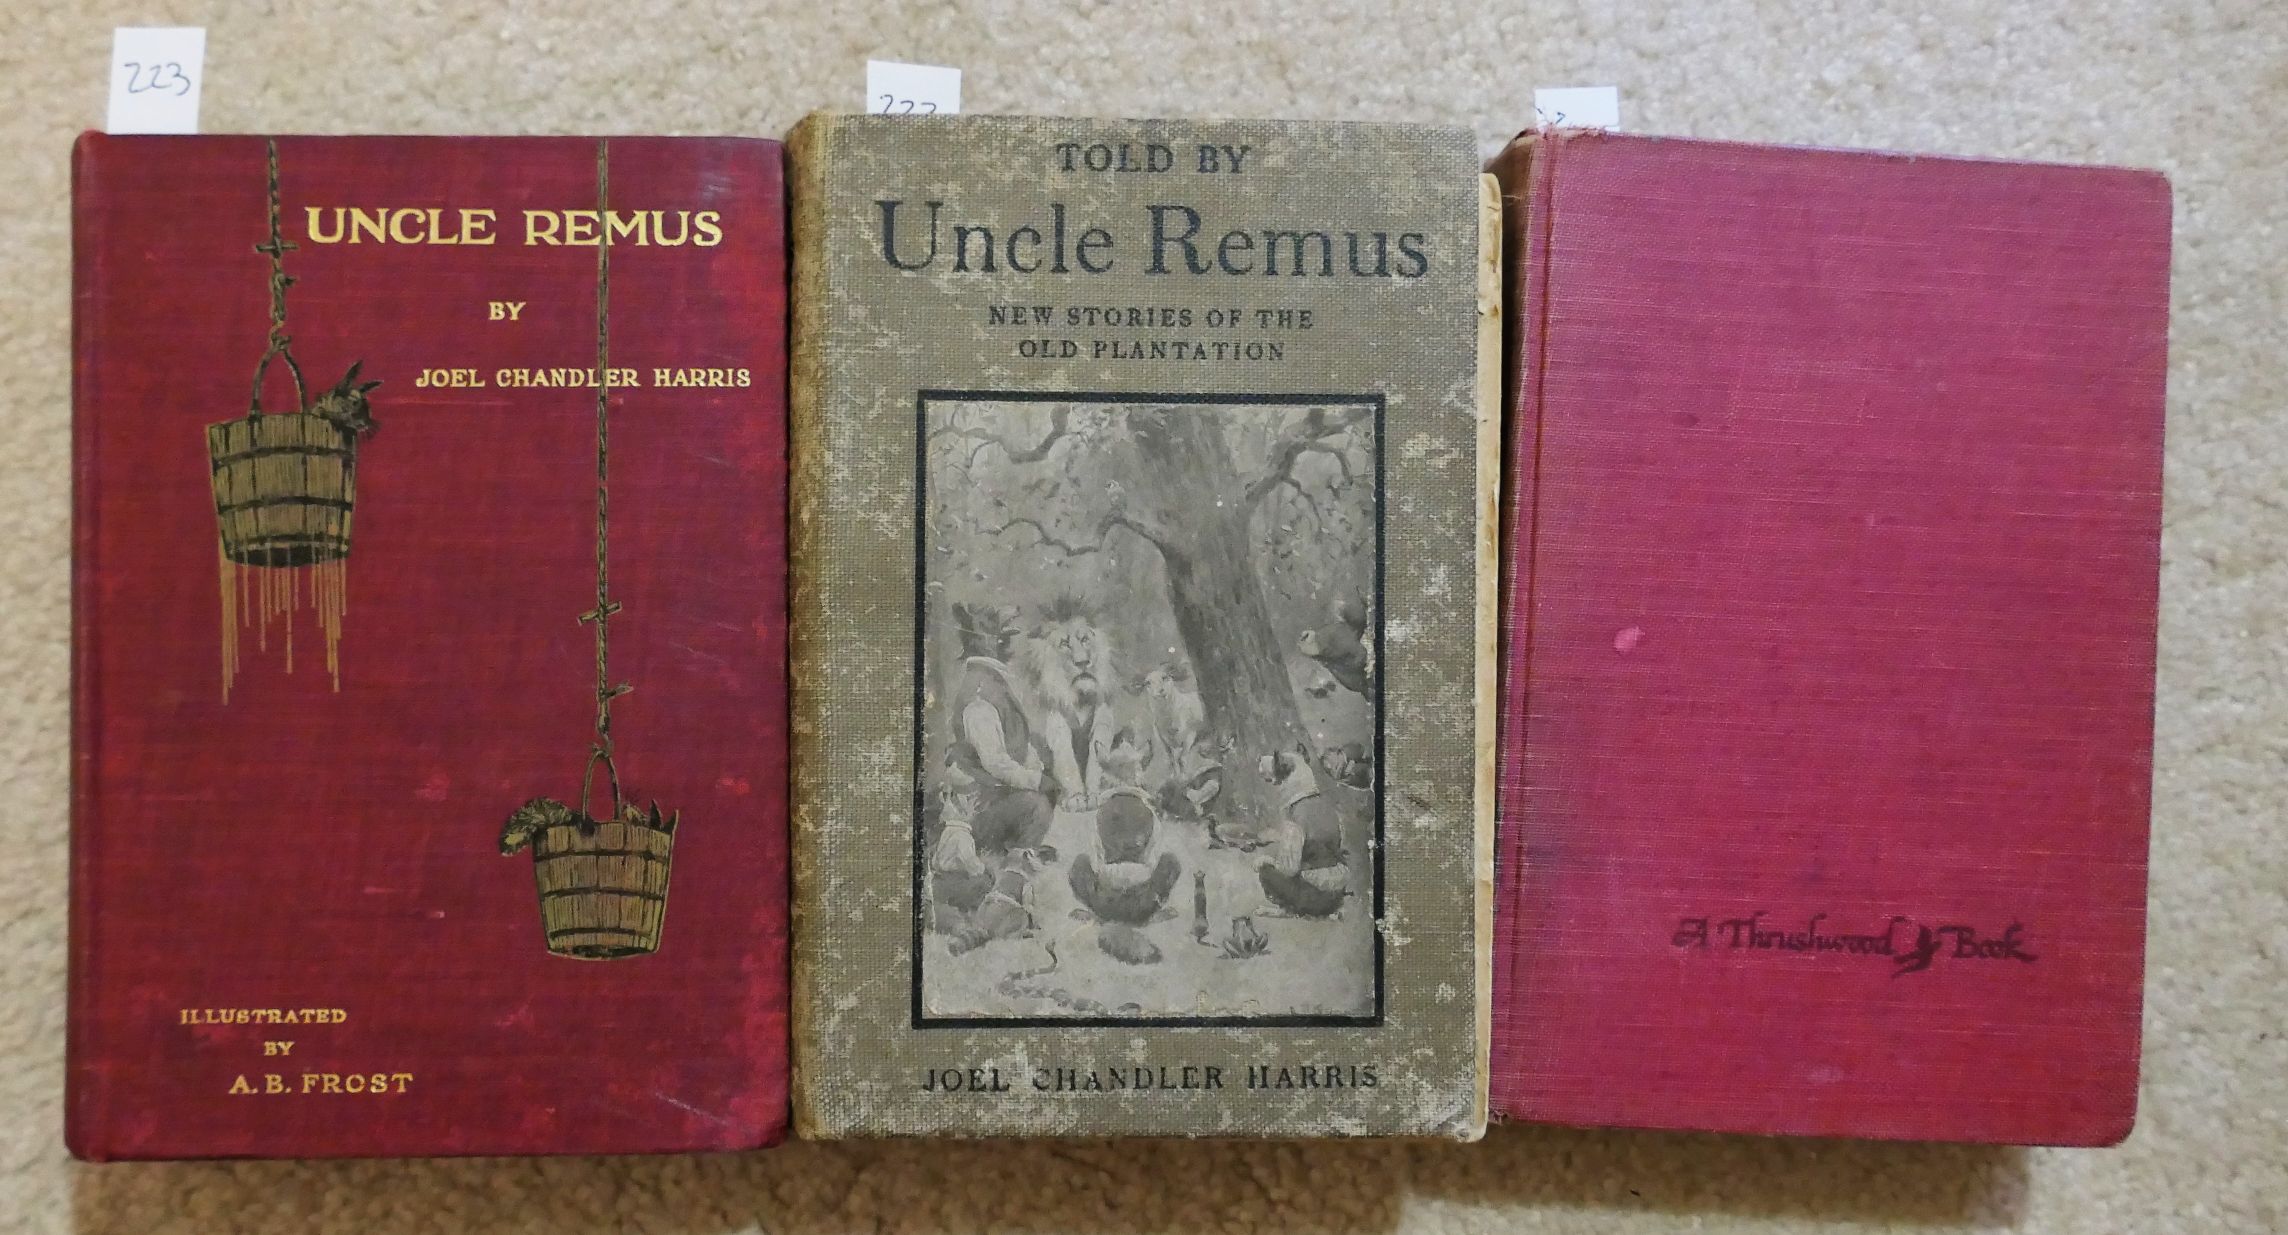 223
UNCLE REMUS
BY
JOEL CHANDLER HARRIS
ILLUSTRATED
BY
A. B. FROST
TOLD BY
Uncle Remus
NEW STORIES OF THE
OLD PLANTATION
JOEL CHANDLER HARRIS
A Thrushwood Book